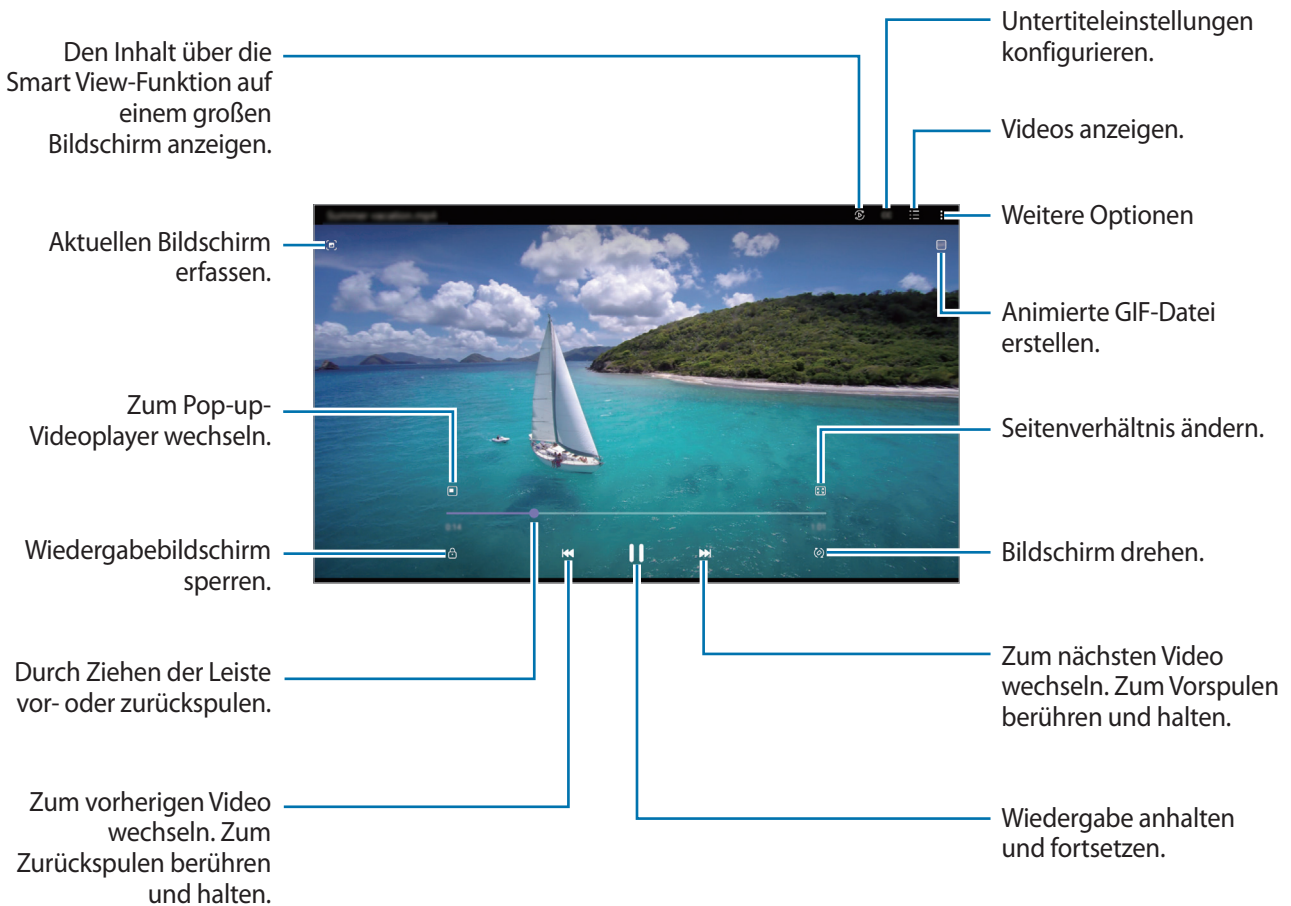 Den Inhalt über die
Smart View-Funktion auf
einem großen
Bildschirm anzeigen.
Aktuellen Bildschirm
erfassen.
Zum Pop-up-
Videoplayer wechseln.
Wiedergabebildschirm
sperren.
Durch Ziehen der Leiste
vor- oder zurückspulen.
Zum vorherigen Video
wechseln. Zum
Zurückspulen berühren
und halten.
Untertiteleinstellungen
konfigurieren.
Videos anzeigen.
Weitere Optionen
Animierte GIF-Datei
erstellen.
Seitenverhältnis ändern.
Bildschirm drehen.
Zum nächsten Video
wechseln. Zum Vorspulen
berühren und halten.
Wiedergabe anhalten
und fortsetzen.